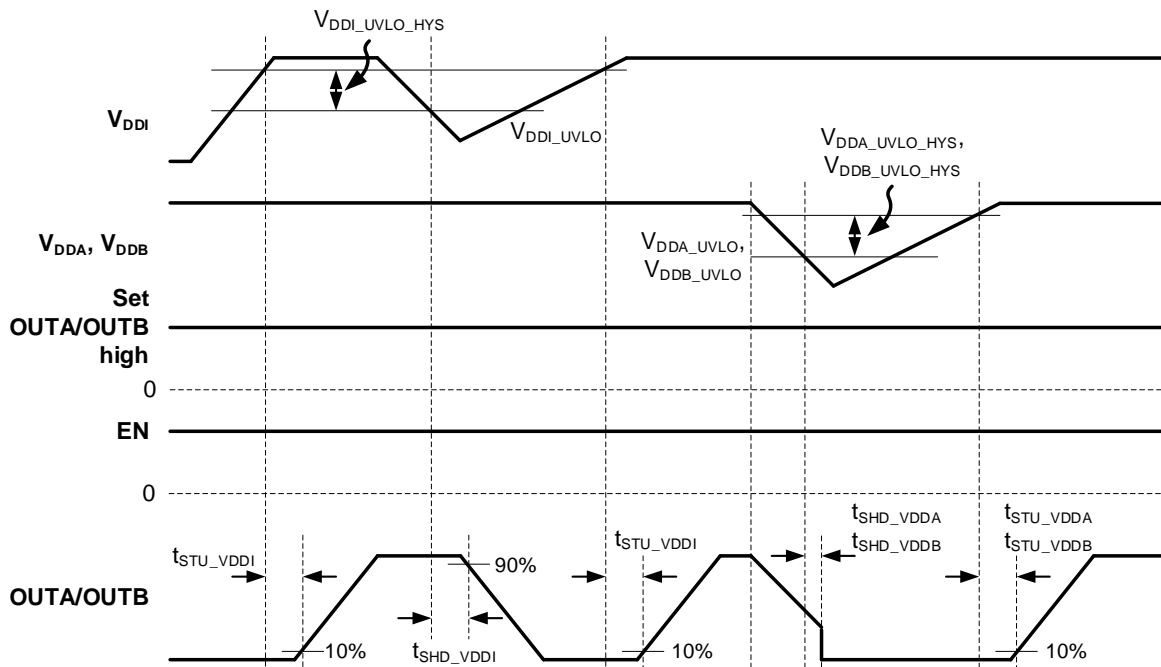 VDDI_UVLO_HYS
VDDI
VDDI_UVLO
VDDA_UVLO_HYS,
VDDB_UVLO_HYS
VDDA, VDDB
VDDA_UVLO,
VDDB_UVLO
Set
OUTA/OUTB
high
0
EN
0
tSTU_VDDI
90%
tSTU_VDDI
tSHD_VDDA
tSHD_VDDB
tSTU_VDDA
tSTU_VDDB
OUTA/OUTB
10%
tSHD_VDDI
10%
10%